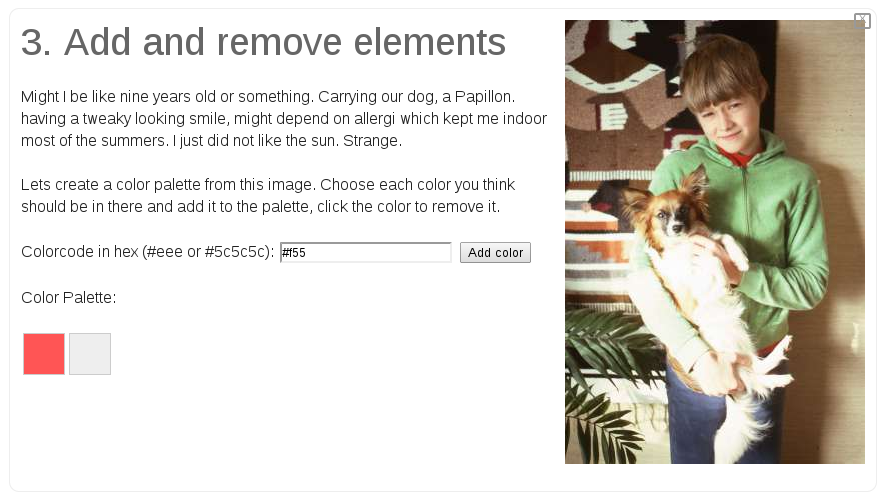 3. Add and remove elements
Might I be like nine years old or something. Carrying our dog, a Papillon.
having a tweaky looking smile, might depend on allergi which kept me indoor
most of the summers. I just did not like the sun. Strange.
Lets create a color palette from this image. Choose each color you think
should be in there and add it to the palette, click the color to remove it.
Colorcode in hex (#eee or #5c5c5c): #f55 Add color
Color Palette: